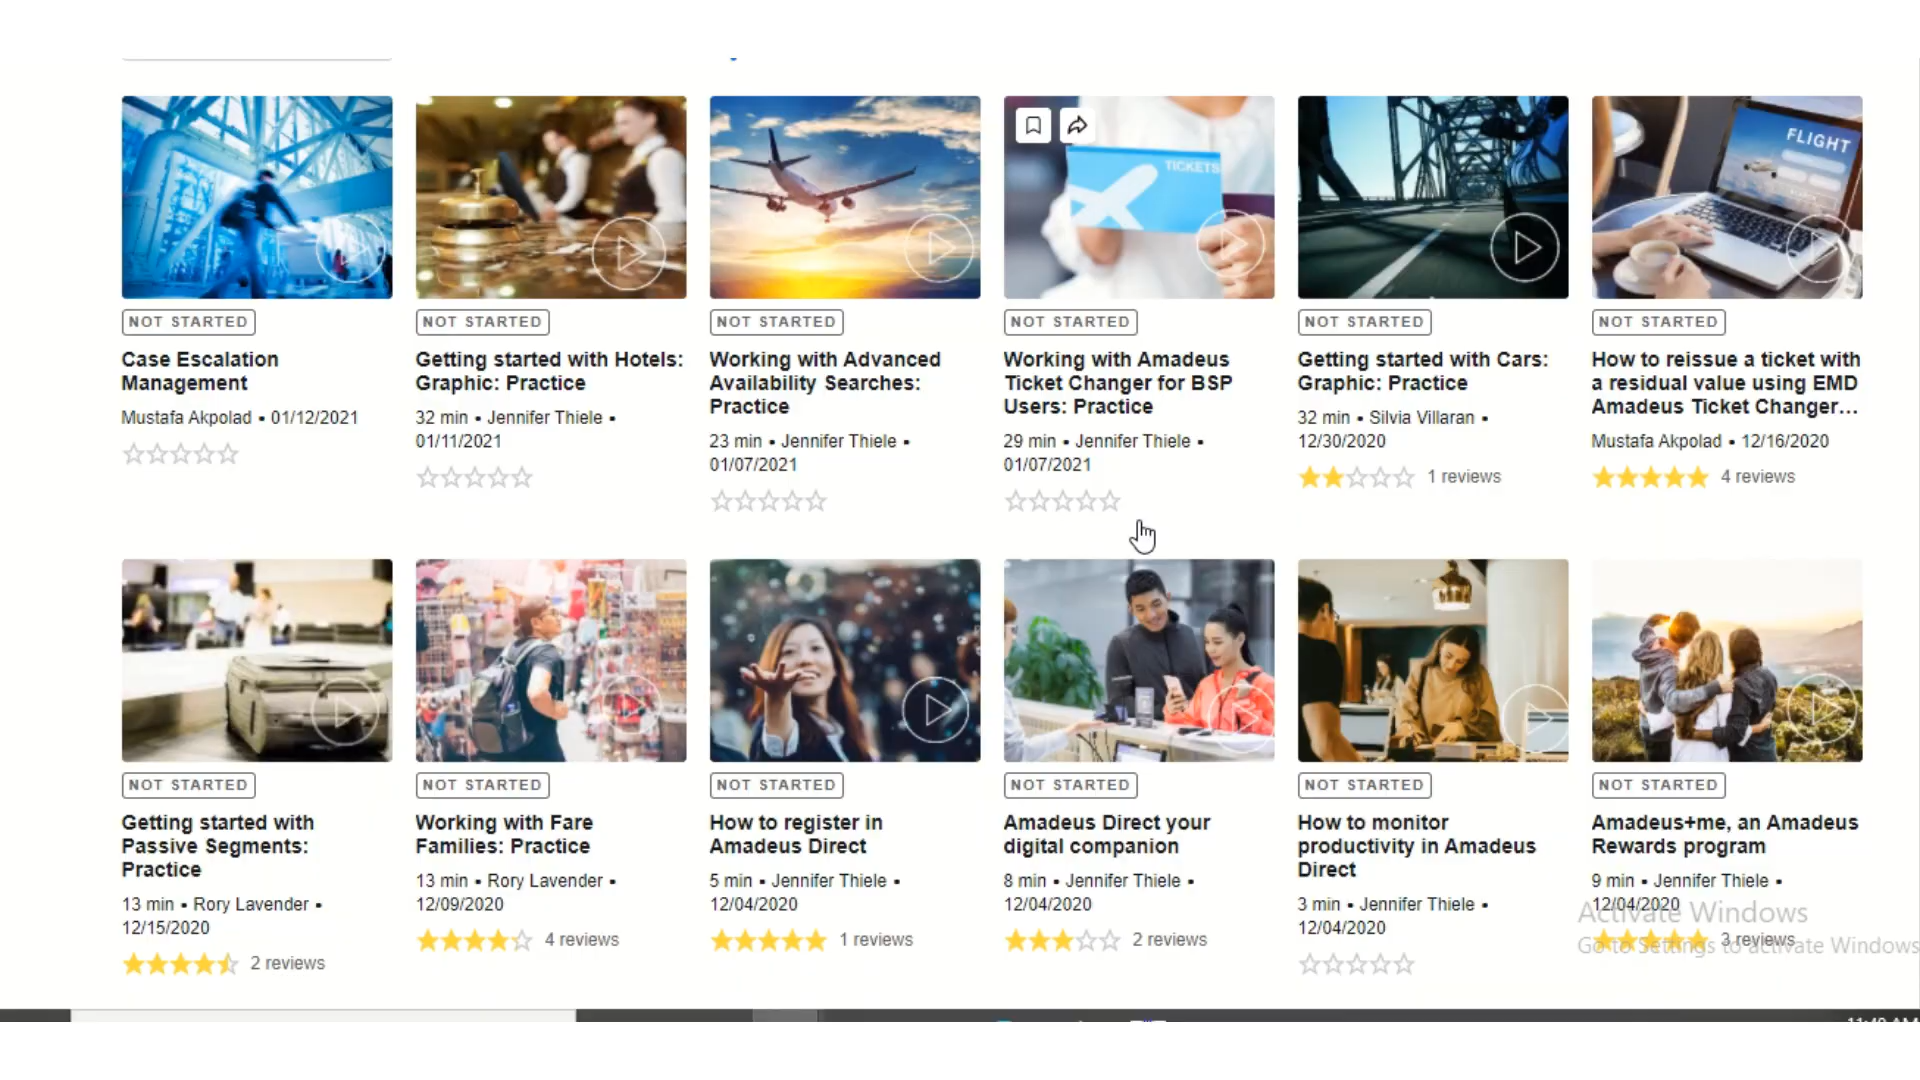 TICKETS
FLIGHT
NOT STARTED
Case Escalation
Management
Mustafa Akpolad • 01/12/2021
NOT STARTED
Getting started with Hotels:
Graphic: Practice
32 min • Jennifer Thiele •
01/11/2021
NOT STARTED
Working with Advanced
Availability Searches:
Practice
23 min • Jennifer Thiele •
01/07/2021
NOT STARTED
Working with Amadeus
Ticket Changer for BSP
Users: Practice
29 min • Jennifer Thiele •
01/07/2021
NOT STARTED
Getting started with Cars:
Graphic: Practice
32 min • Silvia Villaran •
12/30/2020
1 reviews
NOT STARTED
How to reissue a ticket with
a residual value using EMD
Amadeus Ticket Changer...
Mustafa Akpolad • 12/16/2020
4 reviews
NOT STARTED
Getting started with
Passive Segments:
Practice
13 min • Rory Lavender •
12/15/2020
2 reviews
NOT STARTED
Working with Fare
Families: Practice
13 min • Rory Lavender •
12/09/2020
4 reviews
NOT STARTED
How to register in
Amadeus Direct
5 min • Jennifer Thiele •
12/04/2020
1 reviews
NOT STARTED
Amadeus Direct your
digital companion
8 min • Jennifer Thiele •
12/04/2020
2 reviews
NOT STARTED
How to monitor
productivity in Amadeus
Direct
3 min • Jennifer Thiele •
12/04/2020
NOT STARTED
Amadeus+me, an Amadeus
Rewards program
9 min • Jennifer Thiele •
12/04/2020
3 reviews
Activate Windows
Go to Settings to activate Windows